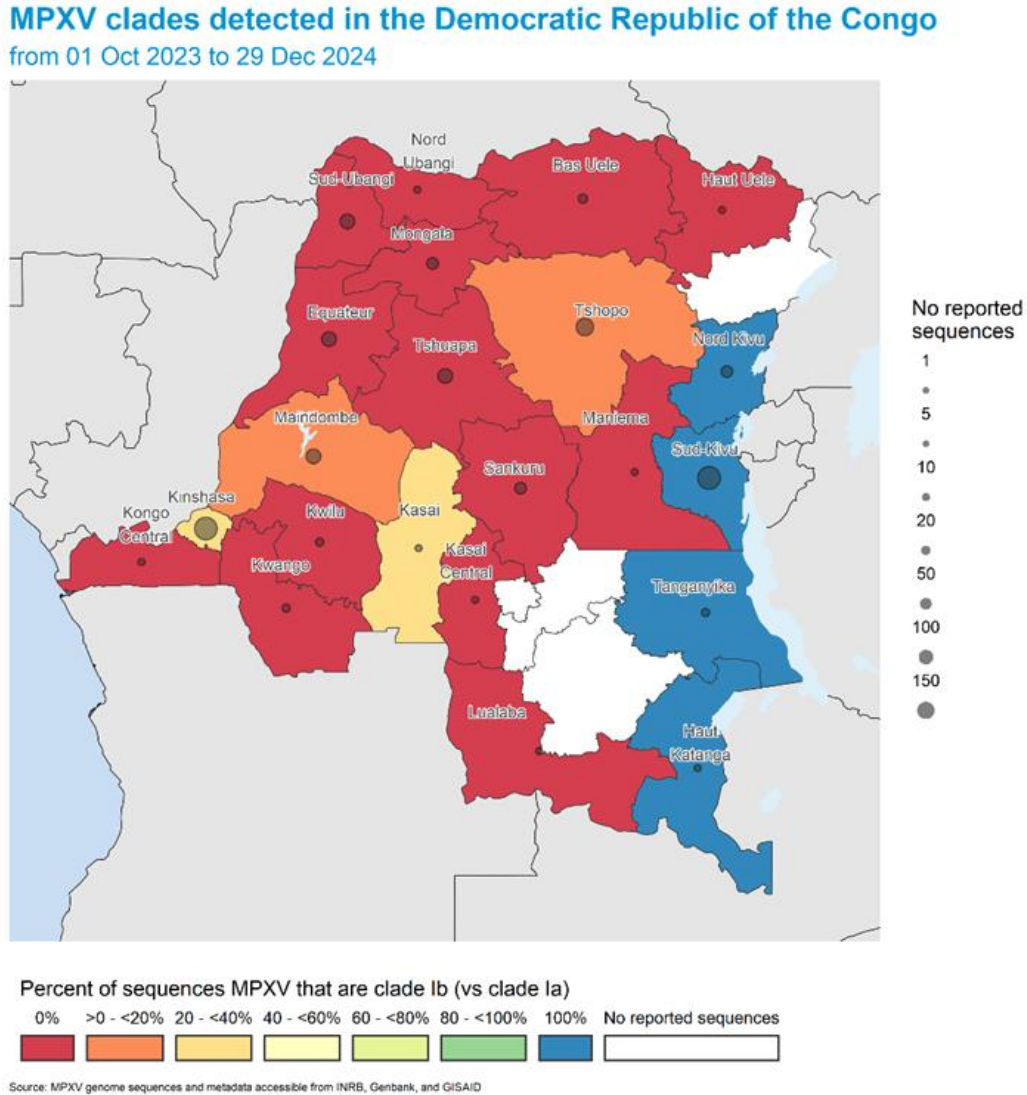 MPXV clades detected in the Democratic Republic of the Congo
from 01 Oct 2023 to 29 Dec 2024
Nord
Ubangi
Sud-Ubangi
Bas Uele
Haut Uele
Mongala
Equateur
Tshuapa
Tshopo
Nord Kivu
Maindombe
Maniema
Sud-Kivu
Sankuru
Kinshasa
Kongo
Central
Kwilu
Kasai
Kwango
Kasai
Central
Tanganyika
Lualaba
Haut
Katanga
No reported
sequences
1
5
10
20
50
100
150
Percent of sequences MPXV that are clade Ib (vs clade Ia)
0% >0 - <20% 20 - <40% 40 - <60% 60 - <80% 80 - <100% 100% No reported sequences
Source: MPXV genome sequences and metadata accessible from INRB, Genbank, and GISAID